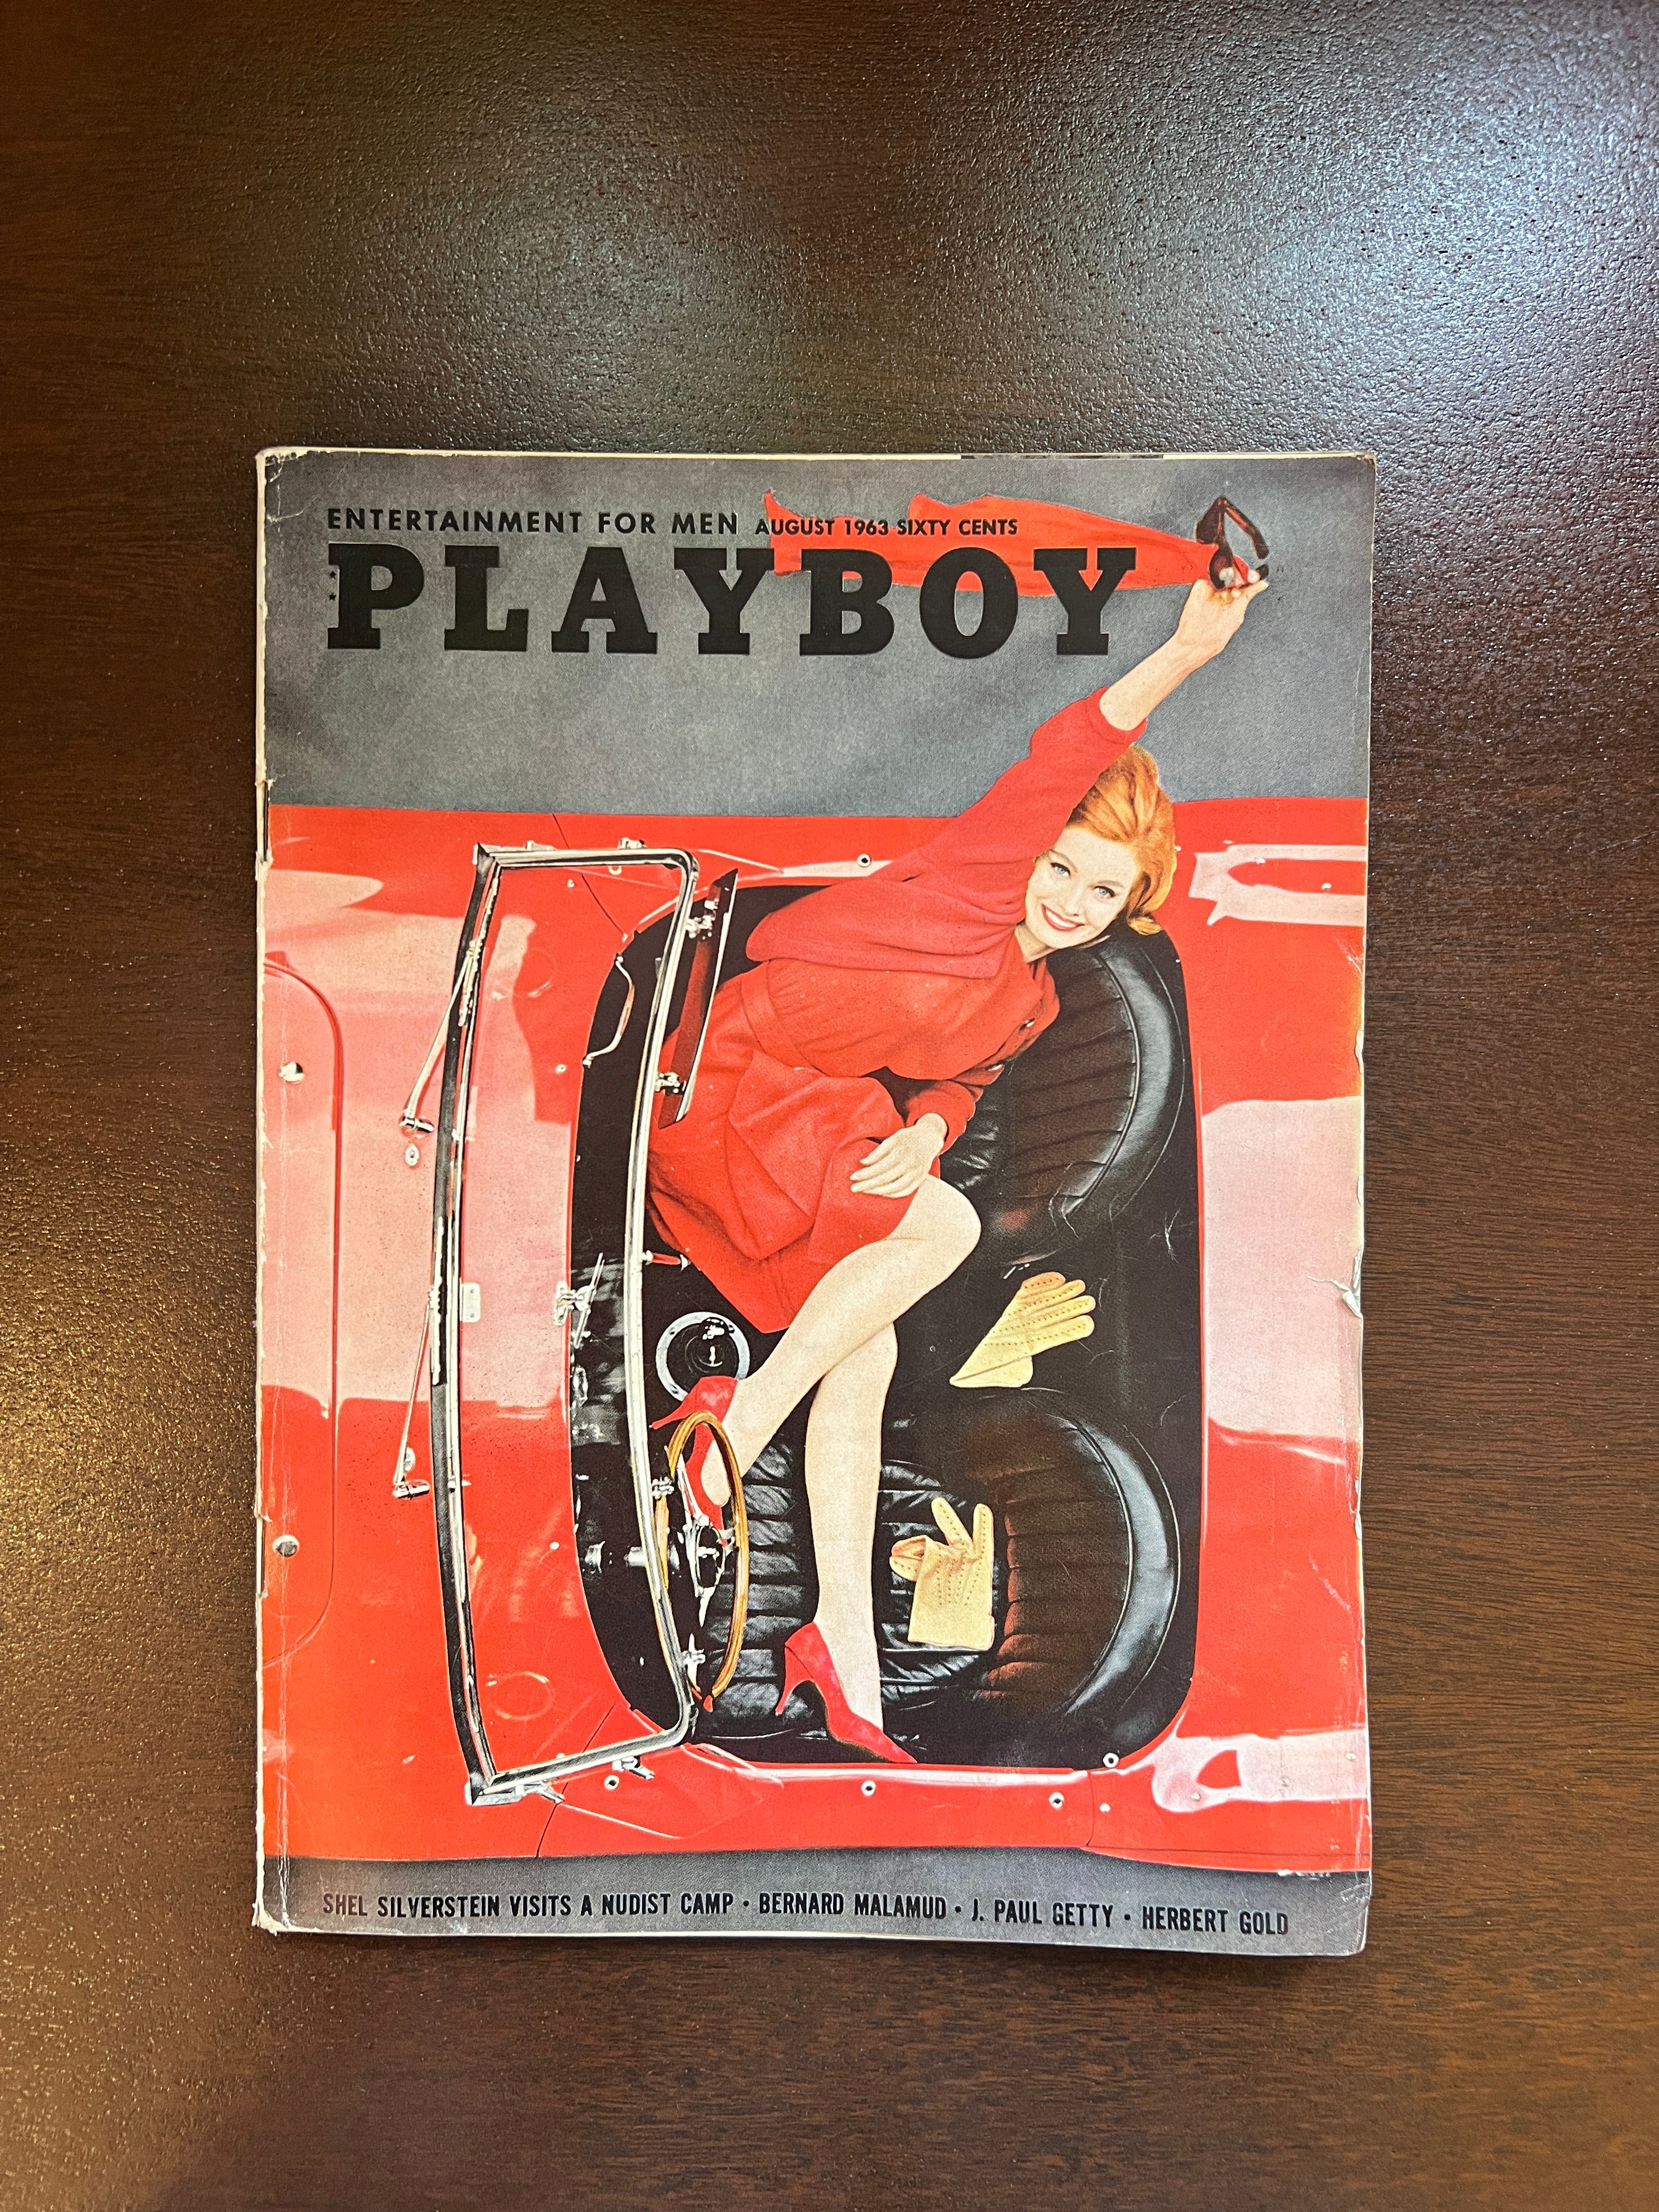 ENTERTAINMENT FOR MEN AUGUST 1963 SIXTY CENTS
PLAYBOY
SHEL SILVERSTEIN VISITS A NUDIST CAMP • BERNARD MALAMUD • J. PAUL GETTY • HERBERT GOLD